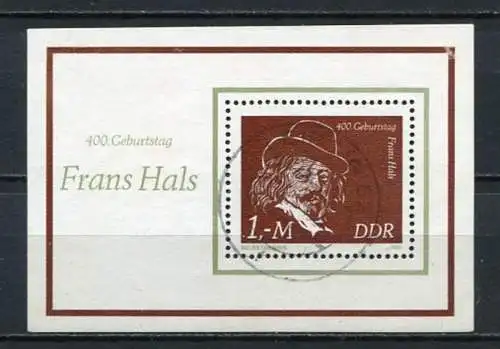 400. Geburtstag
Frans Hals
400. Geburtstag
Frans Hals
1,-M
DDR